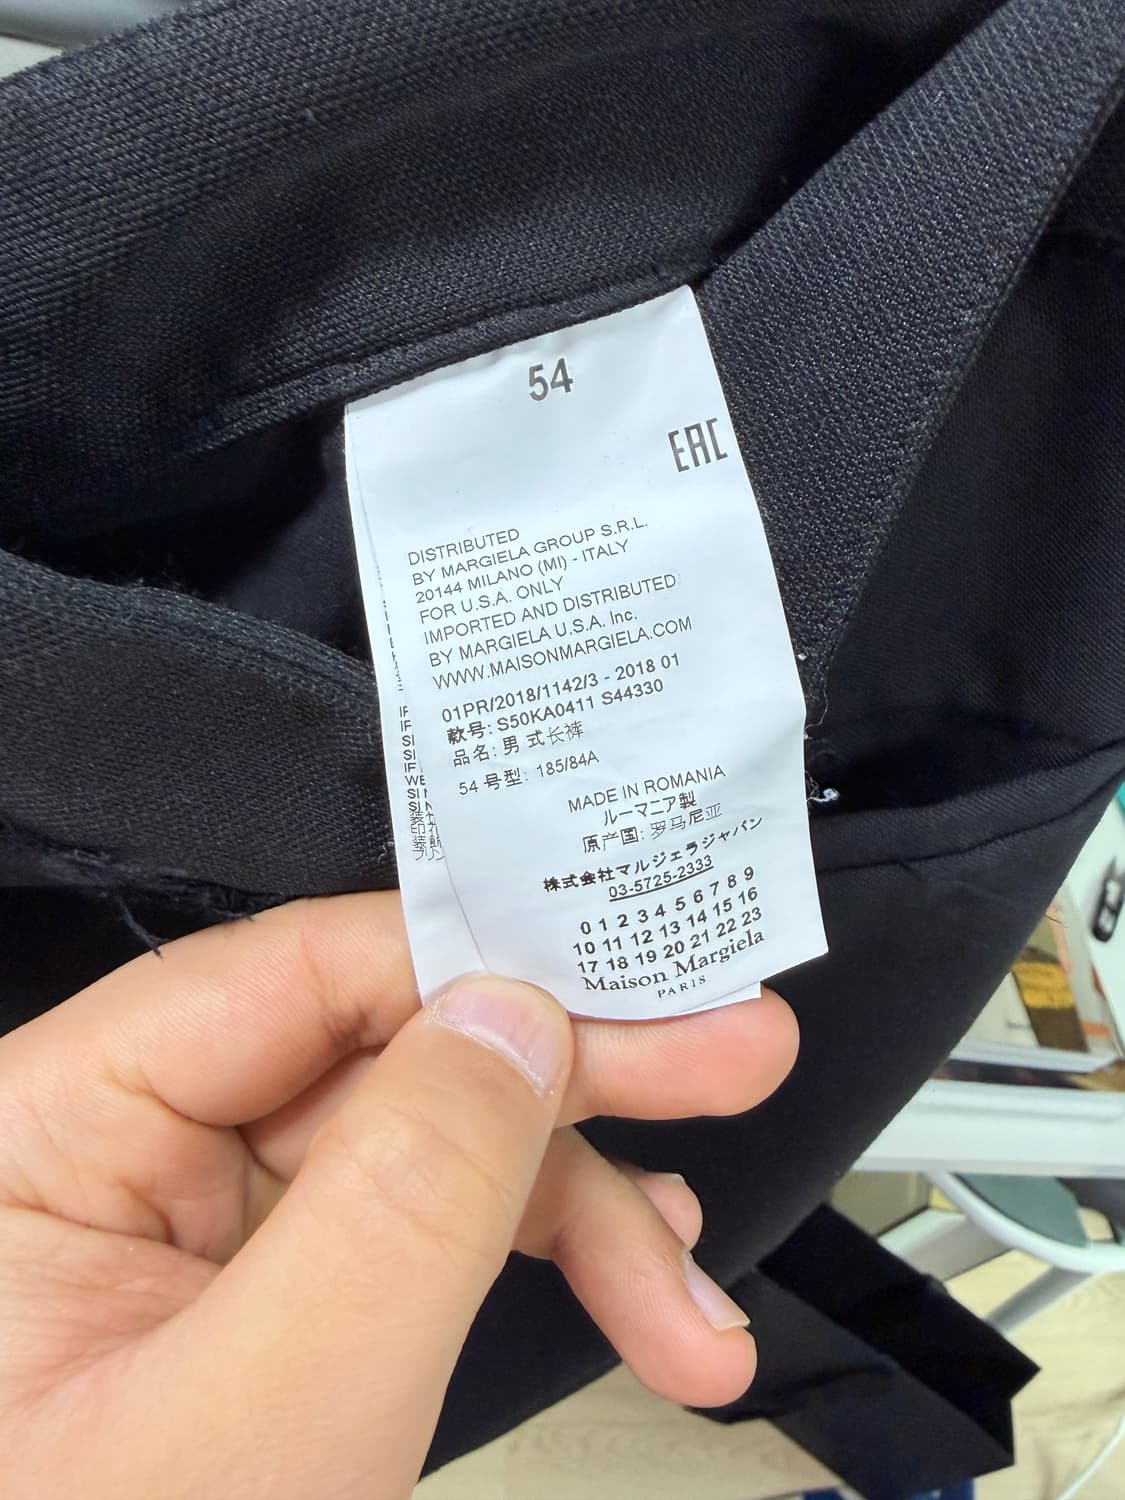 54
EAC
DISTRIBUTED
BY MARGIELA GROUP S.R.L.
20144 MILANO (MI) - ITALY
FOR U.S.A. ONLY
IMPORTED AND DISTRIBUTED
BY MARGIELA U.S.A. Inc.
WWW.MAISONMARGIELA.COM
01PR/2018/1142/3 - 2018 01
款号: S50KA0411 S44330
品名: 男 式长裤
54 号型: 185/84A
MADE IN ROMANIA
ルーマニア製
原产国: 罗马尼亚
株式会社マルジェラジャパン
03-5725-2333
0 1 2 3 4 5 6 7 8 9
10 11 12 13 14 15 16
17 18 19 20 21 22 23
Maison Margiela
PARIS